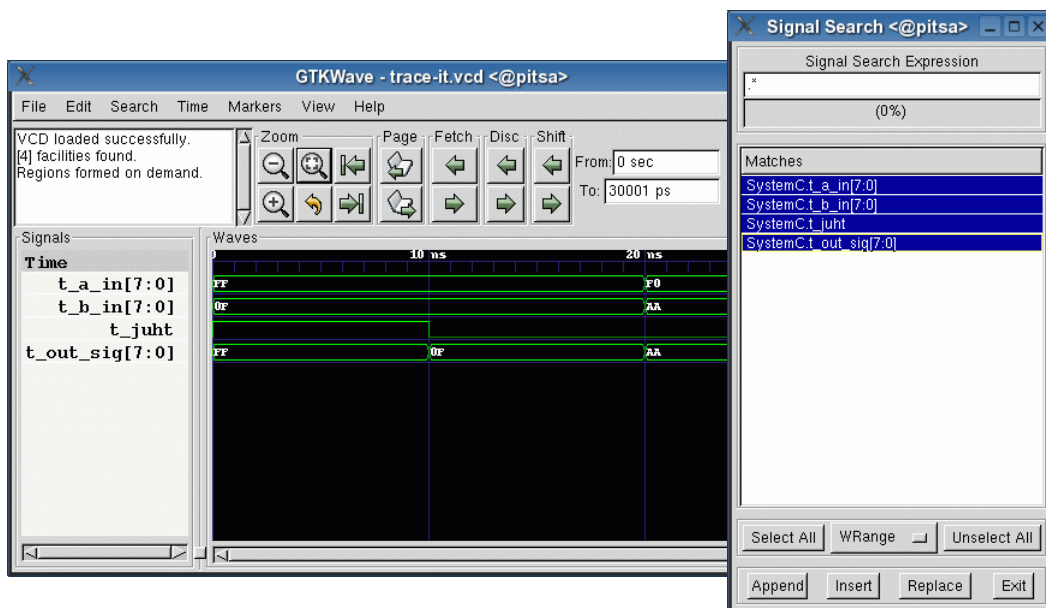 GTKWave - trace-it.vcd <@pitsa>
File Edit Search Time Markers View Help
VCD loaded successfully.
[4] facilities found.
Regions formed on demand.
Zoom
Page
Fetch
Disc
Shift
From: 0 sec
To: 30001 ps
Signals
Time
t_a_in[7:0]
t_b_in[7:0]
t_juht
t_out_sig[7:0]
Waves
0 10 ns 20 ns
FF F0
0F AA
FF 0F AA
Signal Search <@pitsa>
Signal Search Expression
.*
(0%)
Matches
SystemC.t_a_in[7:0]
SystemC.t_b_in[7:0]
SystemC.t_juht
SystemC.t_out_sig[7:0]
Select All WRange Unselect All
Append Insert Replace Exit